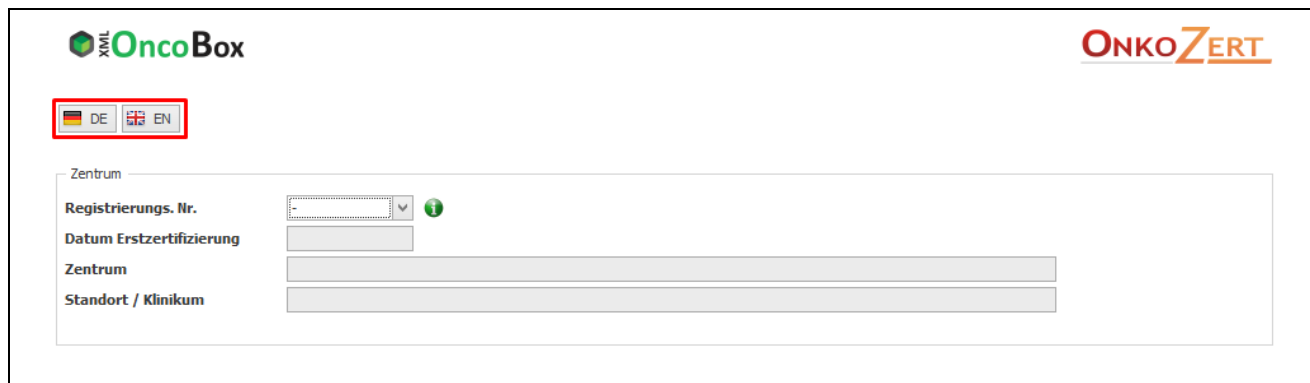 XML OncoBox
ONKOZERT
DE EN
Zentrum
Registrierungs. Nr. -
Datum Erstzertifizierung
Zentrum
Standort / Klinikum